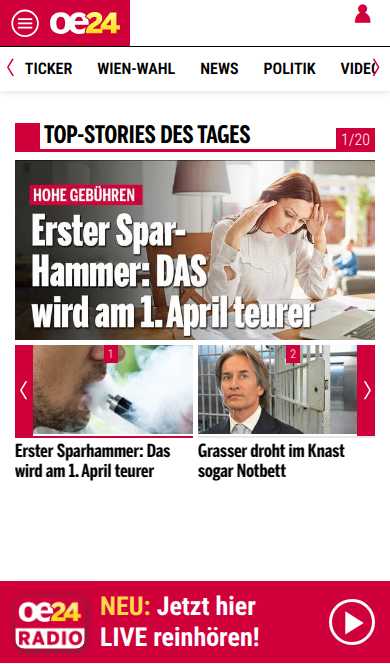 oe24
TICKER WIEN-WAHL NEWS POLITIK VIDEO
TOP-STORIES DES TAGES
1/20
HOHE GEBÜHREN
Erster Spar-
Hammer: DAS
wird am 1. April teurer
1
2
Erster Sparhammer: Das
wird am 1. April teurer
Grasser droht im Knast
sogar Notbett
oe24
RADIO
NEU: Jetzt hier
LIVE reinhören!